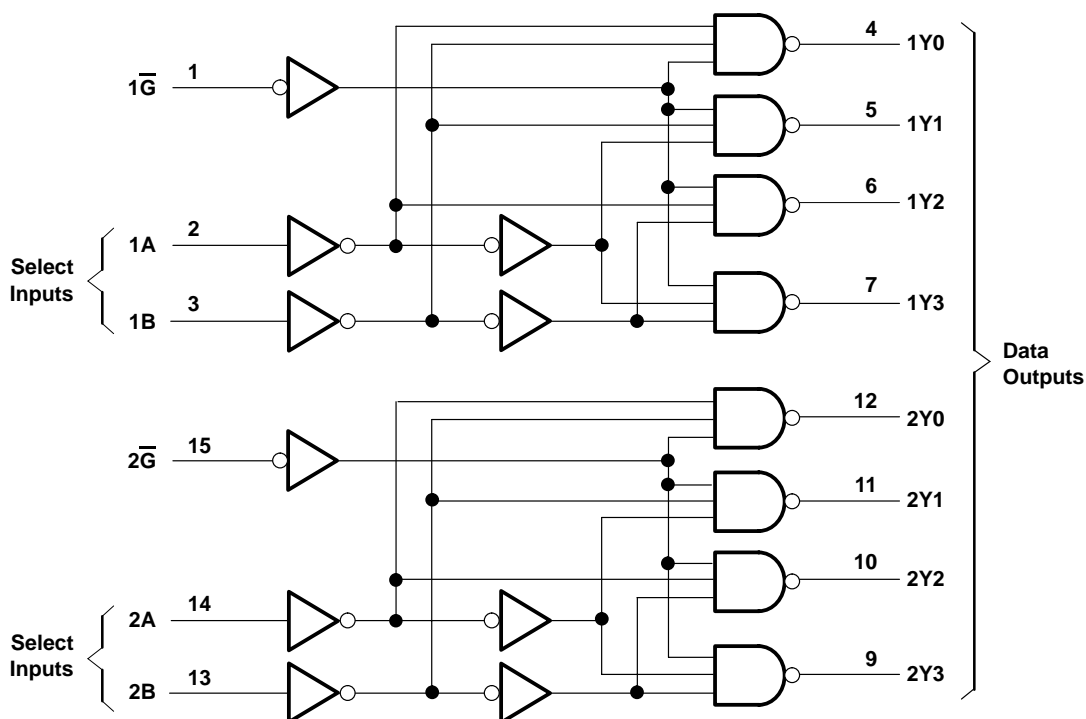 4
1Y0
1G̅ 1
5
1Y1
6
1Y2
Select
Inputs
1A 2
1B 3
7
1Y3
Data
Outputs
12
2Y0
2G̅ 15
11
2Y1
10
2Y2
Select
Inputs
2A 14
2B 13
9
2Y3